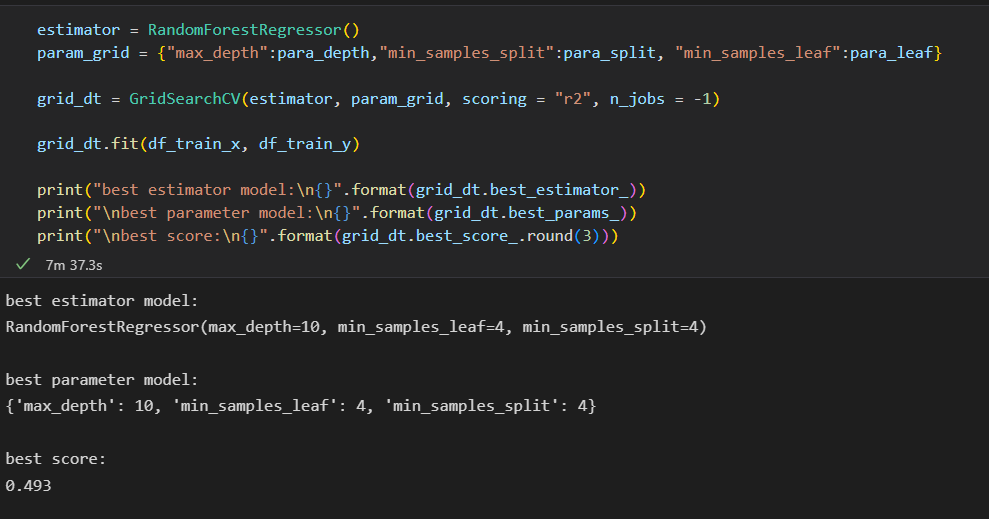 estimator = RandomForestRegressor()
param_grid = {"max_depth":para_depth,"min_samples_split":para_split, "min_samples_leaf":para_leaf}
grid_dt = GridSearchCV(estimator, param_grid, scoring = "r2", n_jobs = -1)
grid_dt.fit(df_train_x, df_train_y)
print("best estimator model:\n{}".format(grid_dt.best_estimator_))
print("\nbest parameter model:\n{}".format(grid_dt.best_params_))
print("\nbest score:\n{}".format(grid_dt.best_score_.round(3)))
7m 37.3s
best estimator model:
RandomForestRegressor(max_depth=10, min_samples_leaf=4, min_samples_split=4)
best parameter model:
{'max_depth': 10, 'min_samples_leaf': 4, 'min_samples_split': 4}
best score:
0.493